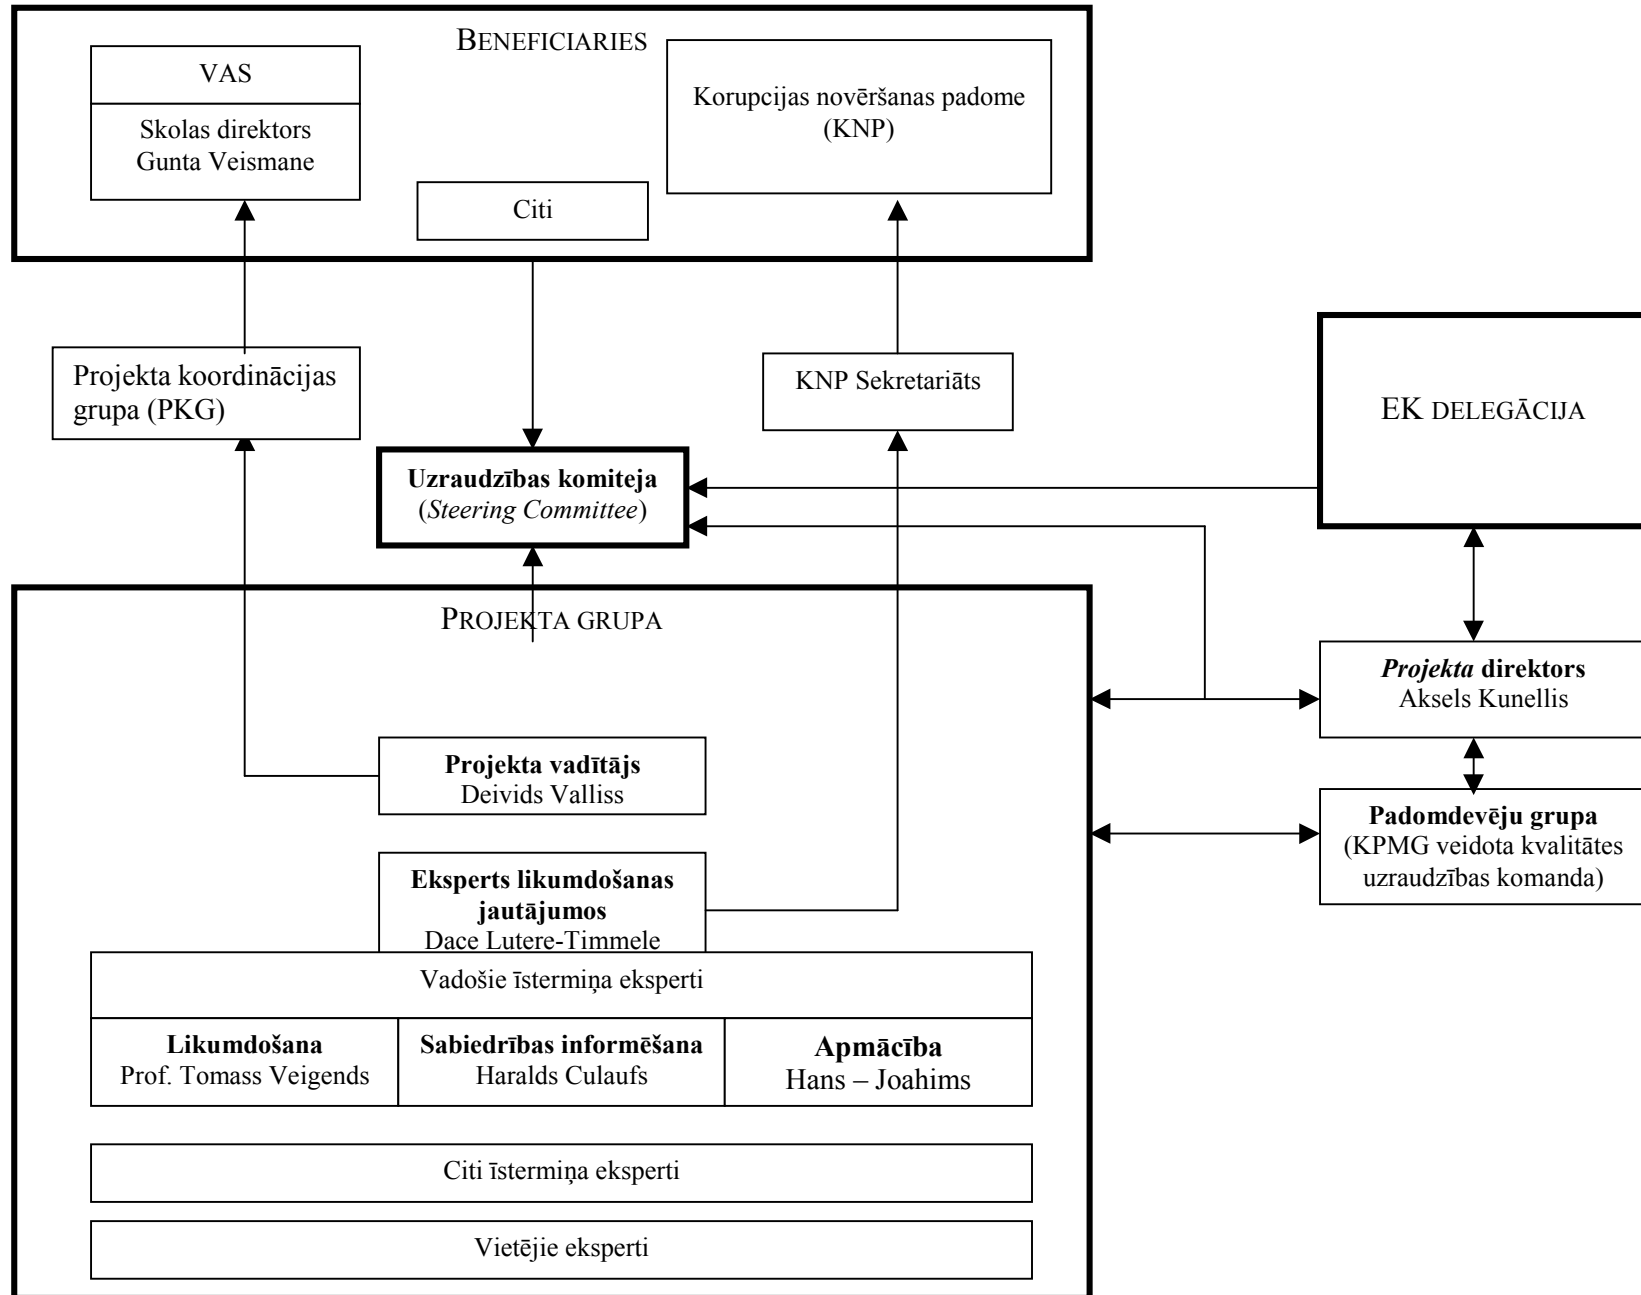 BENEFICIARIES
VAS
Skolas direktors
Gunta Veismane
Citi
Korupcijas novēršanas padome
(KNP)
Projekta koordinācijas
grupa (PKG)
KNP Sekretariāts
EK DELEGĀCIJA
Uzraudzības komiteja
(Steering Committee)
PROJEKTA GRUPA
Projekta direktors
Aksels Kunellis
Projekta vadītājs
Deivids Valliss
Padomdevēju grupa
(KPMG veidota kvalitātes
uzraudzības komanda)
Eksperts likumdošanas
jautājumos
Dace Lutere-Timmele
Vadošie īstermiņa eksperti
Likumdošana
Prof. Tomass Veigends
Sabiedrības informēšana
Haralds Culaufs
Apmācība
Hans – Joahims
Citi īstermiņa eksperti
Vietējie eksperti